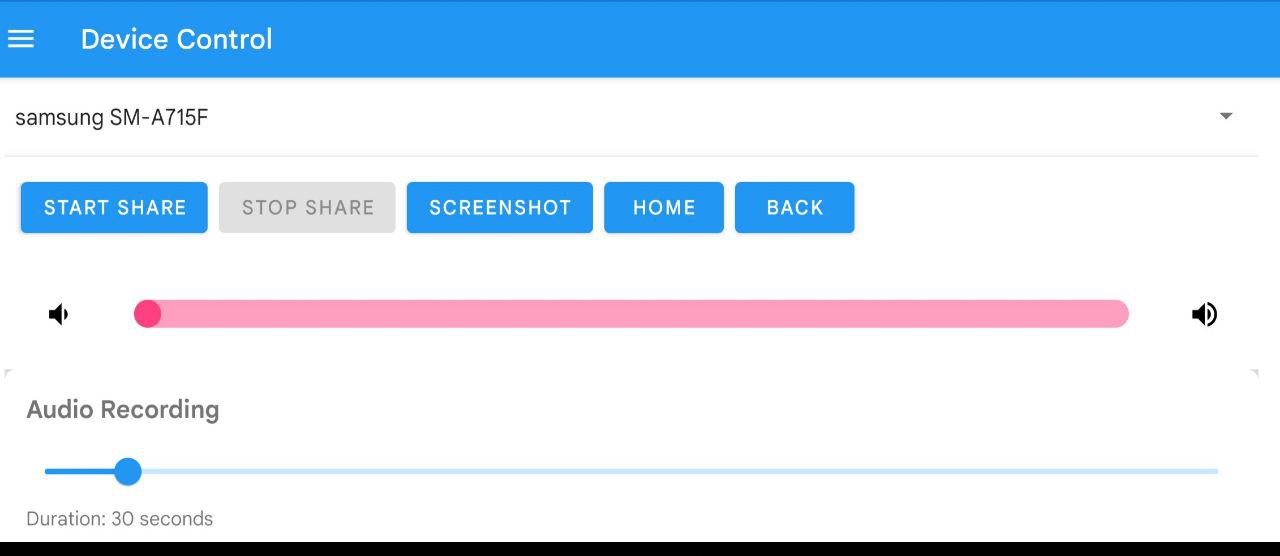 Device Control
samsung SM-A715F
START SHARE STOP SHARE SCREENSHOT HOME BACK
Audio Recording
Duration: 30 seconds